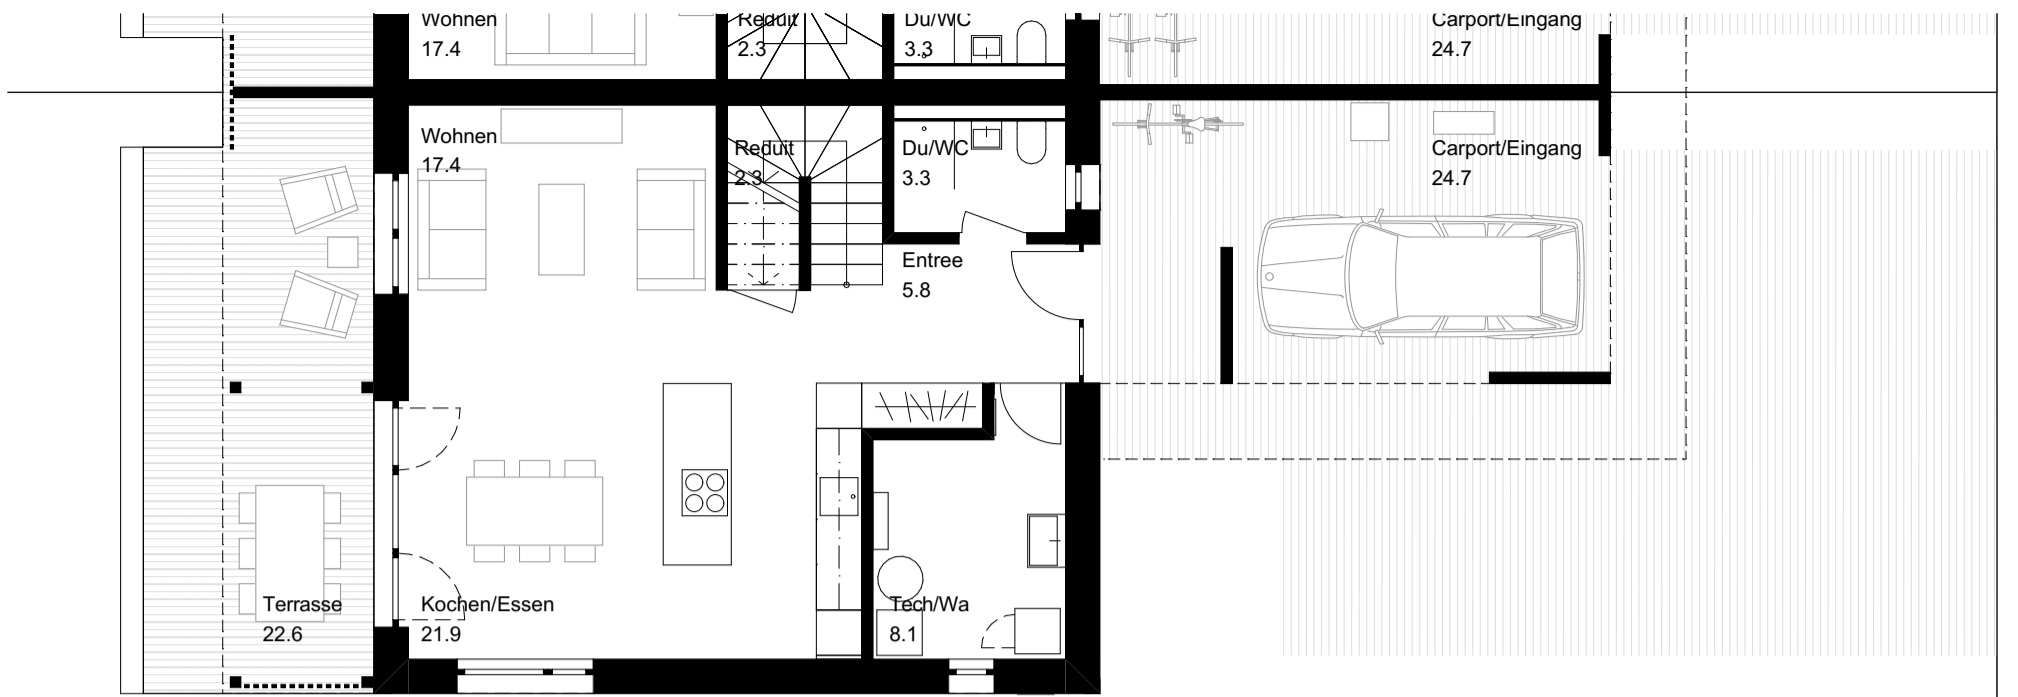 Wohnen
17.4
Reduit
2.3
Du/WC
3.3
Carport/Eingang
24.7
Wohnen
17.4
Reduit
2.3
Du/WC
3.3
Carport/Eingang
24.7
Entree
5.8
Terrasse
22.6
Kochen/Essen
21.9
Tech/Wa
8.1